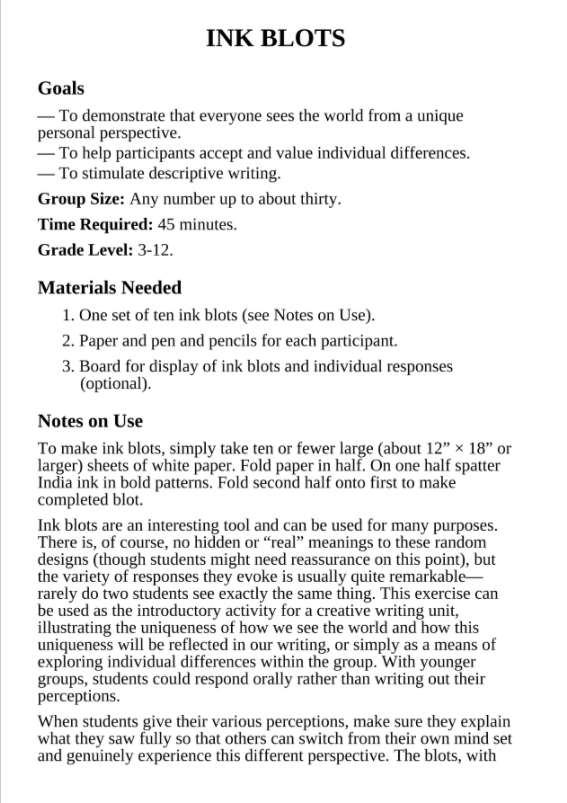 INK BLOTS
Goals
— To demonstrate that everyone sees the world from a unique
personal perspective.
— To help participants accept and value individual differences.
— To stimulate descriptive writing.
Group Size: Any number up to about thirty.
Time Required: 45 minutes.
Grade Level: 3-12.
Materials Needed
1. One set of ten ink blots (see Notes on Use).
2. Paper and pen and pencils for each participant.
3. Board for display of ink blots and individual responses
(optional).
Notes on Use
To make ink blots, simply take ten or fewer large (about 12” × 18” or
larger) sheets of white paper. Fold paper in half. On one half spatter
India ink in bold patterns. Fold second half onto first to make
completed blot.
Ink blots are an interesting tool and can be used for many purposes.
There is, of course, no hidden or “real” meanings to these random
designs (though students might need reassurance on this point), but
the variety of responses they evoke is usually quite remarkable—
rarely do two students see exactly the same thing. This exercise can
be used as the introductory activity for a creative writing unit,
illustrating the uniqueness of how we see the world and how this
uniqueness will be reflected in our writing, or simply as a means of
exploring individual differences within the group. With younger
groups, students could respond orally rather than writing out their
perceptions.
When students give their various perceptions, make sure they explain
what they saw fully so that others can switch from their own mind set
and genuinely experience this different perspective. The blots, with